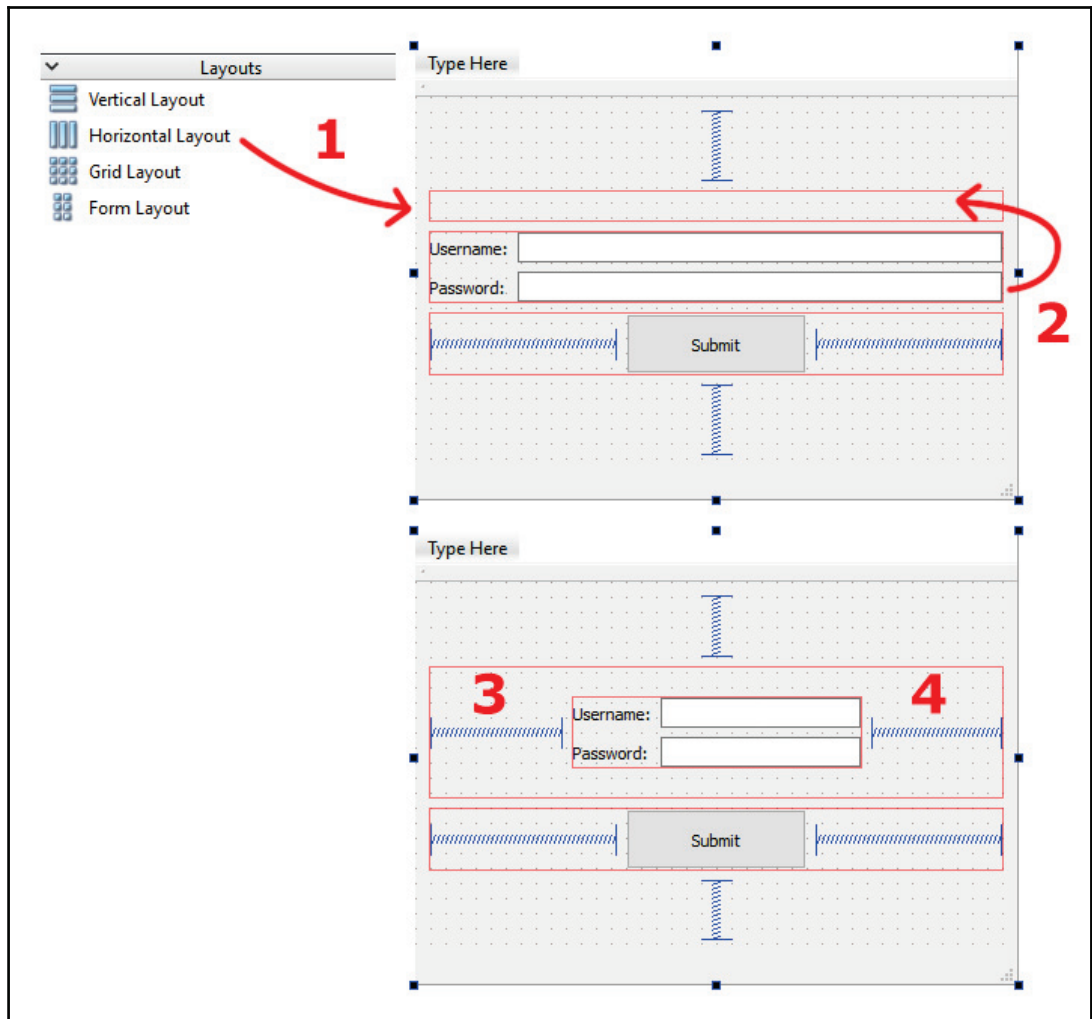 Layouts
Vertical Layout
Horizontal Layout
Grid Layout
Form Layout
1
Type Here
Username:
Password:
2
Submit
Type Here
3
4
Username:
Password:
Submit